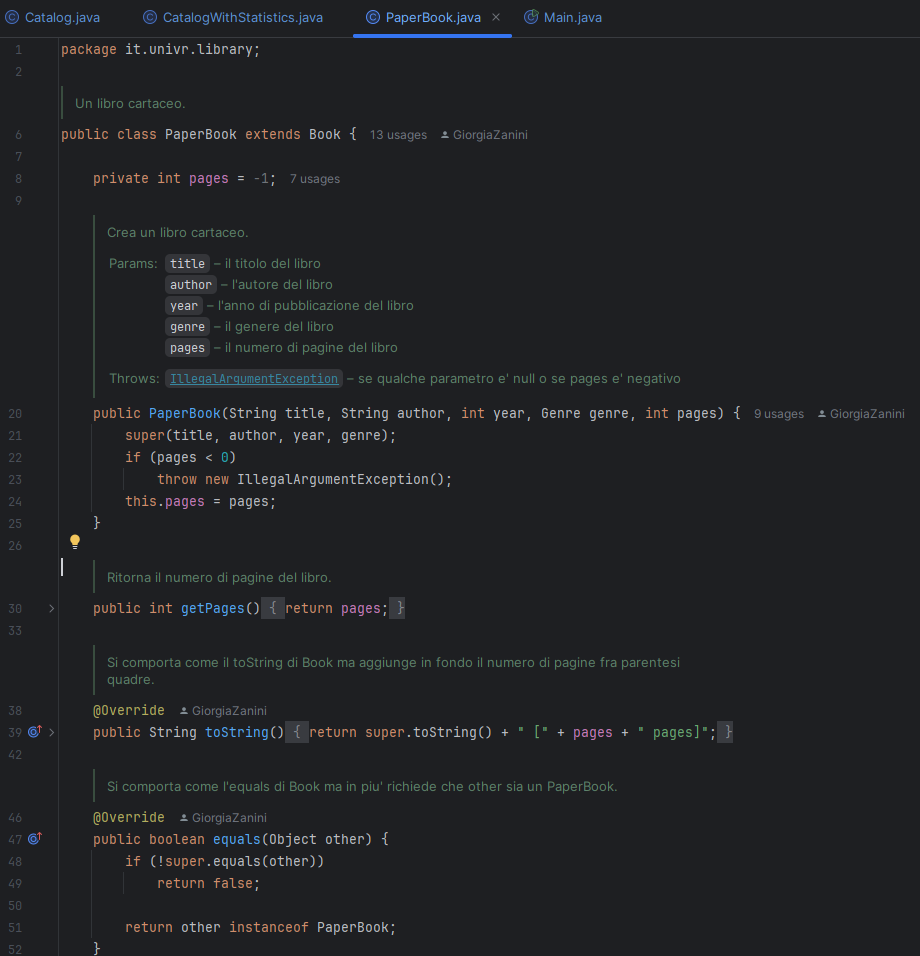 Catalog.java CatalogWithStatistics.java PaperBook.java × Main.java
1 package it.univr.library;
2
Un libro cartaceo.
6 public class PaperBook extends Book { 13 usages GiorgiaZanini
7
8 private int pages = -1; 7 usages
9
Crea un libro cartaceo.
Params: title – il titolo del libro
author – l'autore del libro
year – l'anno di pubblicazione del libro
genre – il genere del libro
pages – il numero di pagine del libro
Throws: IllegalArgumentException – se qualche parametro e' null o se pages e' negativo
20 public PaperBook(String title, String author, int year, Genre genre, int pages) { 9 usages GiorgiaZanini
21 super(title, author, year, genre);
22 if (pages < 0)
23 throw new IllegalArgumentException();
24 this.pages = pages;
25 }
26
Ritorna il numero di pagine del libro.
30 public int getPages() { return pages; }
33
Si comporta come il toString di Book ma aggiunge in fondo il numero di pagine fra parentesi
quadre.
38 @Override GiorgiaZanini
39 public String toString() { return super.toString() + " [" + pages + " pages]"; }
42
Si comporta come l'equals di Book ma in piu' richiede che other sia un PaperBook.
46 @Override GiorgiaZanini
47 public boolean equals(Object other) {
48 if (!super.equals(other))
49 return false;
50
51 return other instanceof PaperBook;
52 }